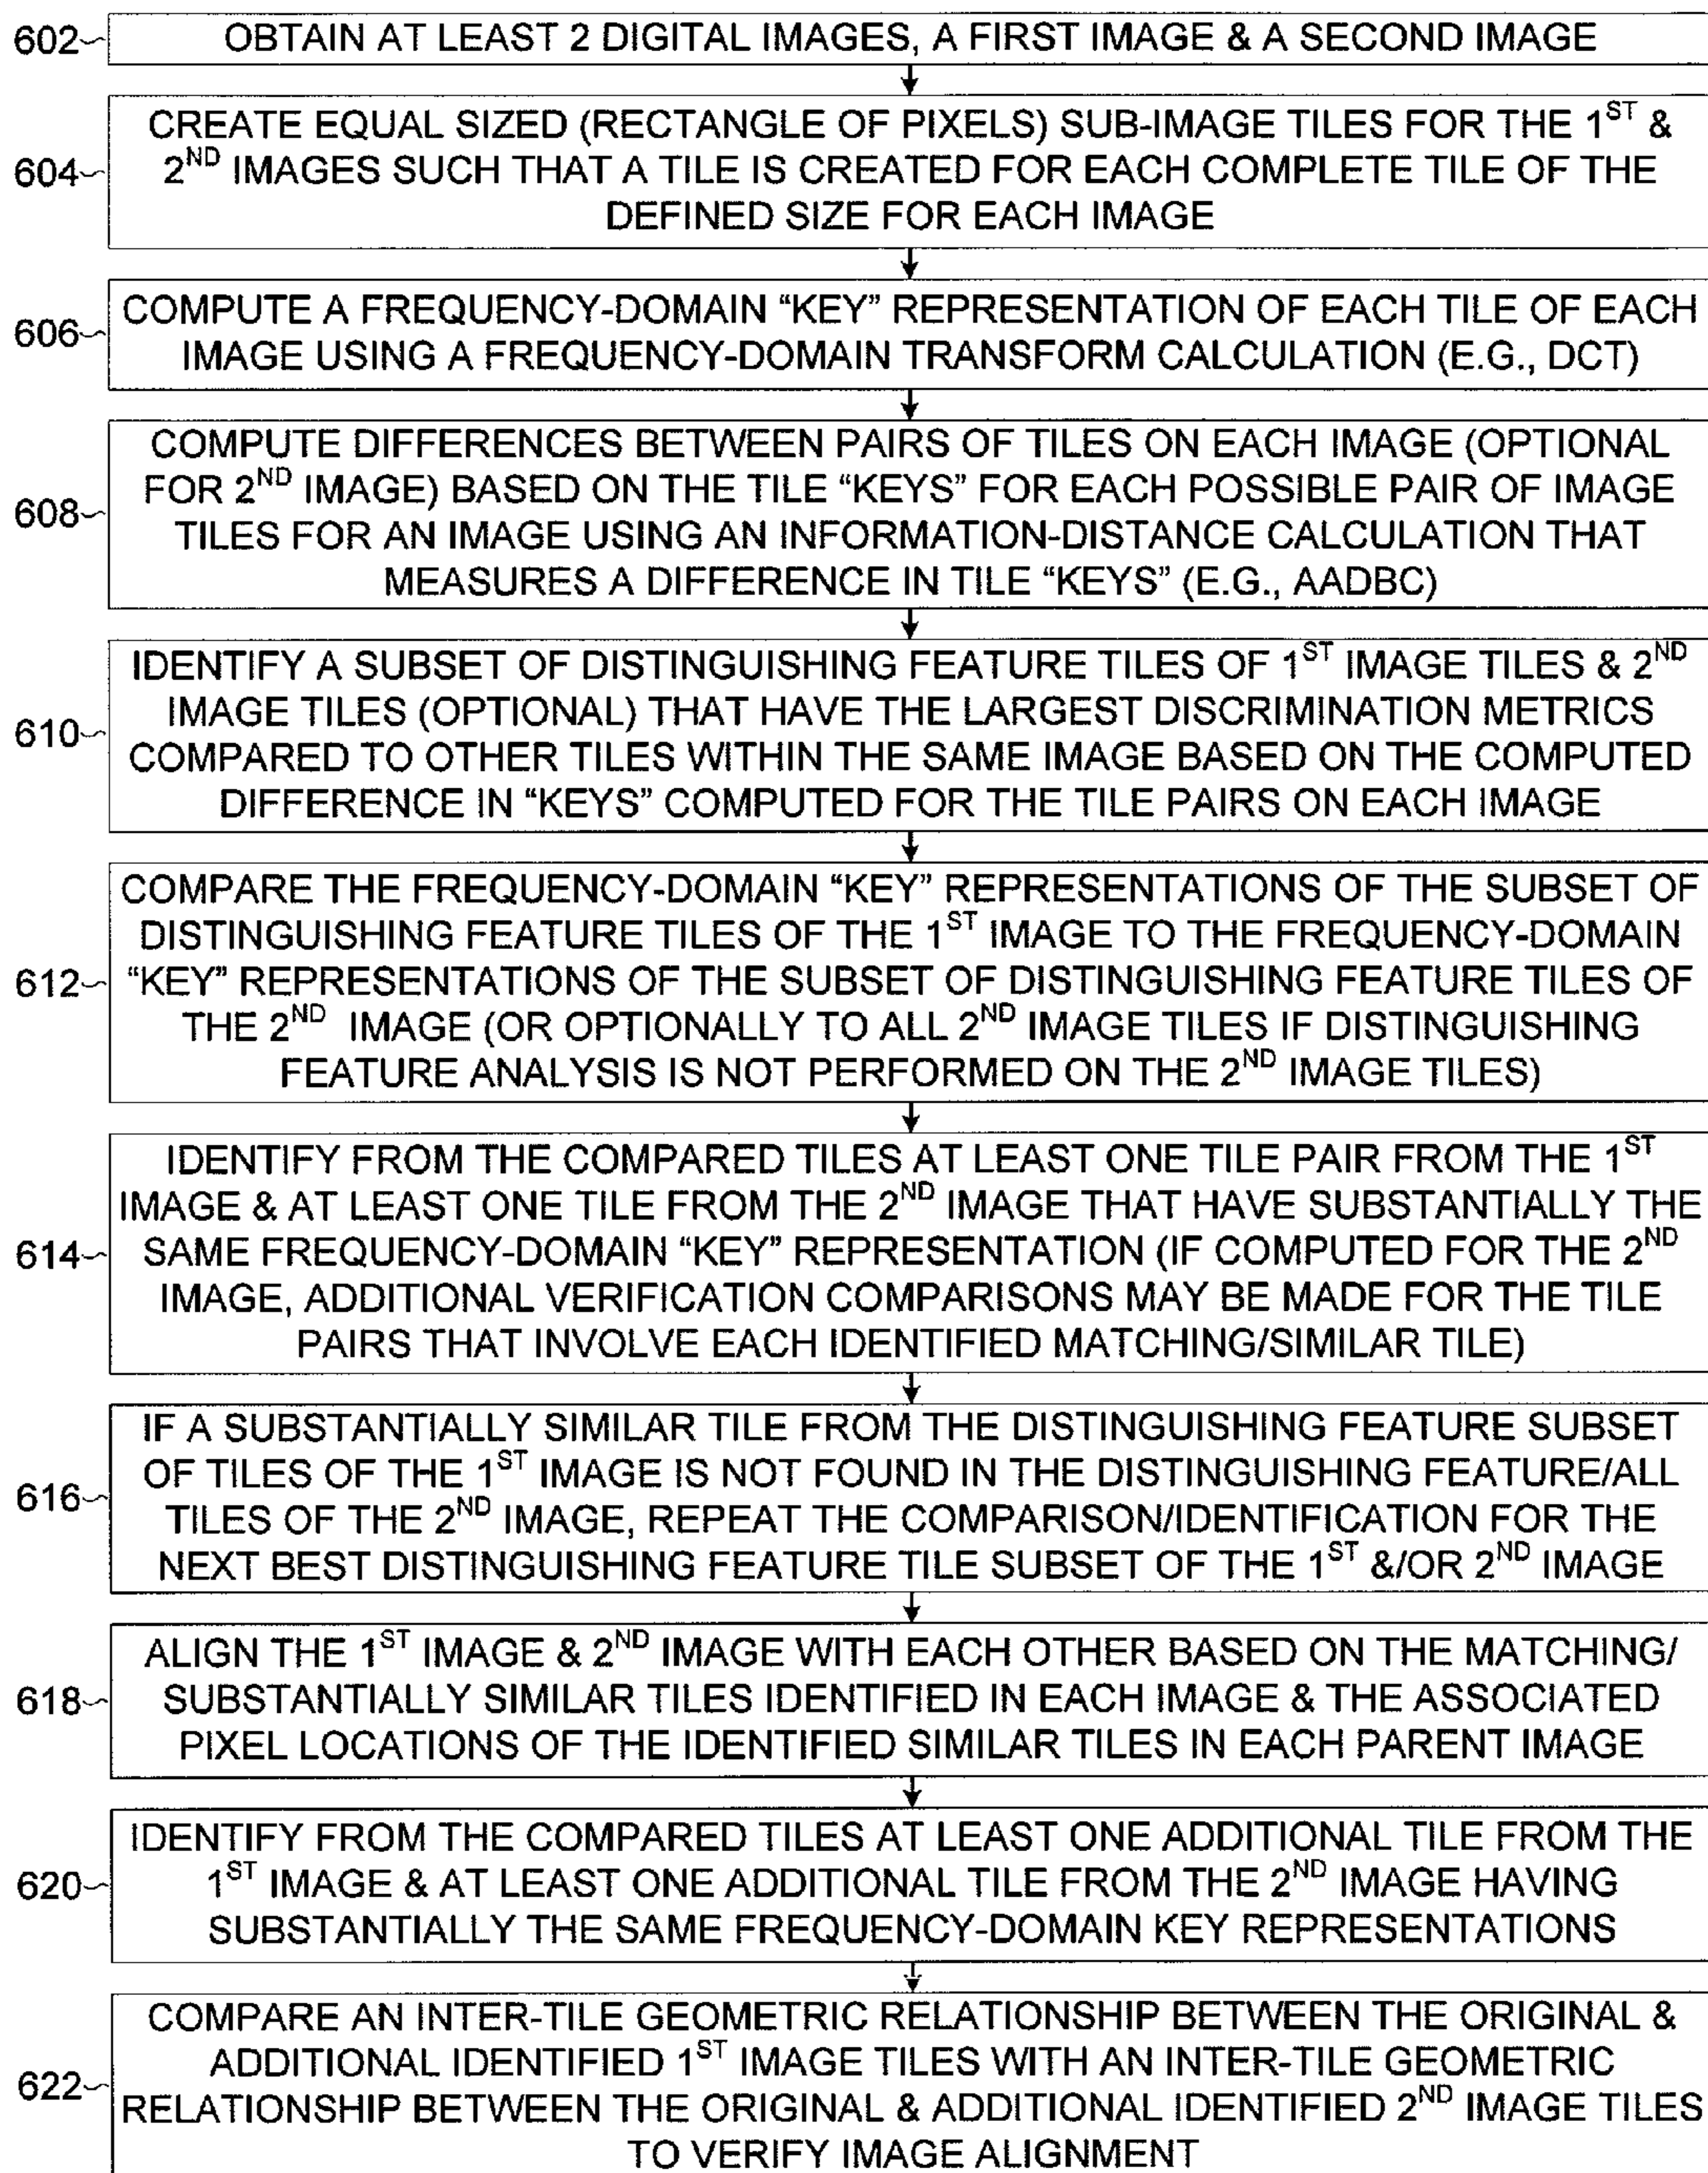 602
OBTAIN AT LEAST 2 DIGITAL IMAGES, A FIRST IMAGE & A SECOND IMAGE
CREATE EQUAL SIZED (RECTANGLE OF PIXELS) SUB-IMAGE TILES FOR THE 1ST &
604
2ND IMAGES SUCH THAT A TILE IS CREATED FOR EACH COMPLETE TILE OF THE
DEFINED SIZE FOR EACH IMAGE
606
COMPUTE A FREQUENCY-DOMAIN “KEY” REPRESENTATION OF EACH TILE OF EACH
IMAGE USING A FREQUENCY-DOMAIN TRANSFORM CALCULATION (E.G., DCT)
608
COMPUTE DIFFERENCES BETWEEN PAIRS OF TILES ON EACH IMAGE (OPTIONAL
FOR 2ND IMAGE) BASED ON THE TILE “KEYS” FOR EACH POSSIBLE PAIR OF IMAGE
TILES FOR AN IMAGE USING AN INFORMATION-DISTANCE CALCULATION THAT
MEASURES A DIFFERENCE IN TILE “KEYS” (E.G., AADBC)
610
IDENTIFY A SUBSET OF DISTINGUISHING FEATURE TILES OF 1ST IMAGE TILES & 2ND
IMAGE TILES (OPTIONAL) THAT HAVE THE LARGEST DISCRIMINATION METRICS
COMPARED TO OTHER TILES WITHIN THE SAME IMAGE BASED ON THE COMPUTED
DIFFERENCE IN “KEYS” COMPUTED FOR THE TILE PAIRS ON EACH IMAGE
612
COMPARE THE FREQUENCY-DOMAIN “KEY” REPRESENTATIONS OF THE SUBSET OF
DISTINGUISHING FEATURE TILES OF THE 1ST IMAGE TO THE FREQUENCY-DOMAIN
“KEY” REPRESENTATIONS OF THE SUBSET OF DISTINGUISHING FEATURE TILES OF
THE 2ND IMAGE (OR OPTIONALLY TO ALL 2ND IMAGE TILES IF DISTINGUISHING
FEATURE ANALYSIS IS NOT PERFORMED ON THE 2ND IMAGE TILES)
614
IDENTIFY FROM THE COMPARED TILES AT LEAST ONE TILE PAIR FROM THE 1ST
IMAGE & AT LEAST ONE TILE FROM THE 2ND IMAGE THAT HAVE SUBSTANTIALLY THE
SAME FREQUENCY-DOMAIN “KEY” REPRESENTATION (IF COMPUTED FOR THE 2ND
IMAGE, ADDITIONAL VERIFICATION COMPARISONS MAY BE MADE FOR THE TILE
PAIRS THAT INVOLVE EACH IDENTIFIED MATCHING/SIMILAR TILE)
616
IF A SUBSTANTIALLY SIMILAR TILE FROM THE DISTINGUISHING FEATURE SUBSET
OF TILES OF THE 1ST IMAGE IS NOT FOUND IN THE DISTINGUISHING FEATURE/ALL
TILES OF THE 2ND IMAGE, REPEAT THE COMPARISON/IDENTIFICATION FOR THE
NEXT BEST DISTINGUISHING FEATURE TILE SUBSET OF THE 1ST &/OR 2ND IMAGE
618
ALIGN THE 1ST IMAGE & 2ND IMAGE WITH EACH OTHER BASED ON THE MATCHING/
SUBSTANTIALLY SIMILAR TILES IDENTIFIED IN EACH IMAGE & THE ASSOCIATED
PIXEL LOCATIONS OF THE IDENTIFIED SIMILAR TILES IN EACH PARENT IMAGE
620
IDENTIFY FROM THE COMPARED TILES AT LEAST ONE ADDITIONAL TILE FROM THE
1ST IMAGE & AT LEAST ONE ADDITIONAL TILE FROM THE 2ND IMAGE HAVING
SUBSTANTIALLY THE SAME FREQUENCY-DOMAIN KEY REPRESENTATIONS
622
COMPARE AN INTER-TILE GEOMETRIC RELATIONSHIP BETWEEN THE ORIGINAL &
ADDITIONAL IDENTIFIED 1ST IMAGE TILES WITH AN INTER-TILE GEOMETRIC
RELATIONSHIP BETWEEN THE ORIGINAL & ADDITIONAL IDENTIFIED 2ND IMAGE TILES
TO VERIFY IMAGE ALIGNMENT